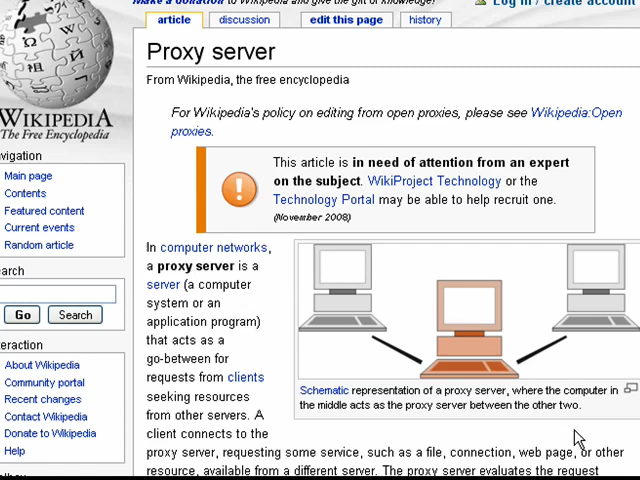 Make a donation to Wikipedia and give the gift of knowledge!
Log in / create account
article
discussion
edit this page
history
WIKIPEDIA
The Free Encyclopedia
Proxy server
From Wikipedia, the free encyclopedia
For Wikipedia's policy on editing from open proxies, please see Wikipedia:Open
proxies.
This article is in need of attention from an expert
on the subject. WikiProject Technology or the
Technology Portal may be able to help recruit one.
(November 2008)
vigation
Main page
Contents
Featured content
Current events
Random article
earch
Go
Search
teraction
About Wikipedia
Community portal
Recent changes
Contact Wikipedia
Donate to Wikipedia
Help
In computer networks,
a proxy server is a
server (a computer
system or an
application program)
that acts as a
go-between for
requests from clients
seeking resources
from other servers. A
client connects to the
proxy server, requesting some service, such as a file, connection, web page, or other
resource, available from a different server. The proxy server evaluates the request
Schematic representation of a proxy server, where the computer in
the middle acts as the proxy server between the other two.